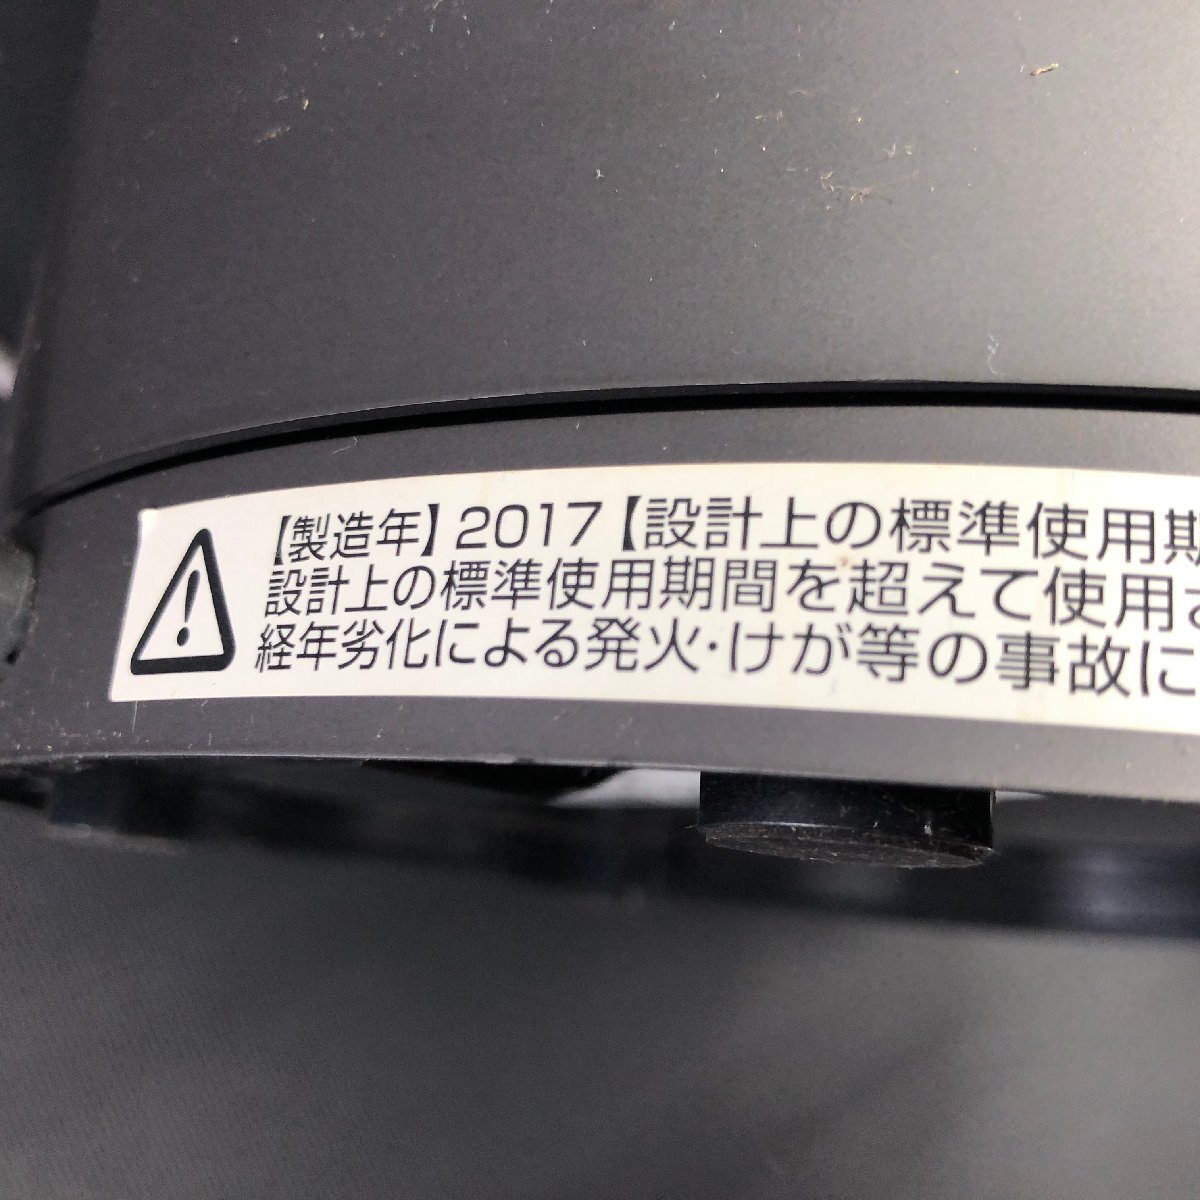 【製造年】2017【設計上の標準使用期
設計上の標準使用期間を超えて使用さ
経年劣化による発火・けが等の事故に